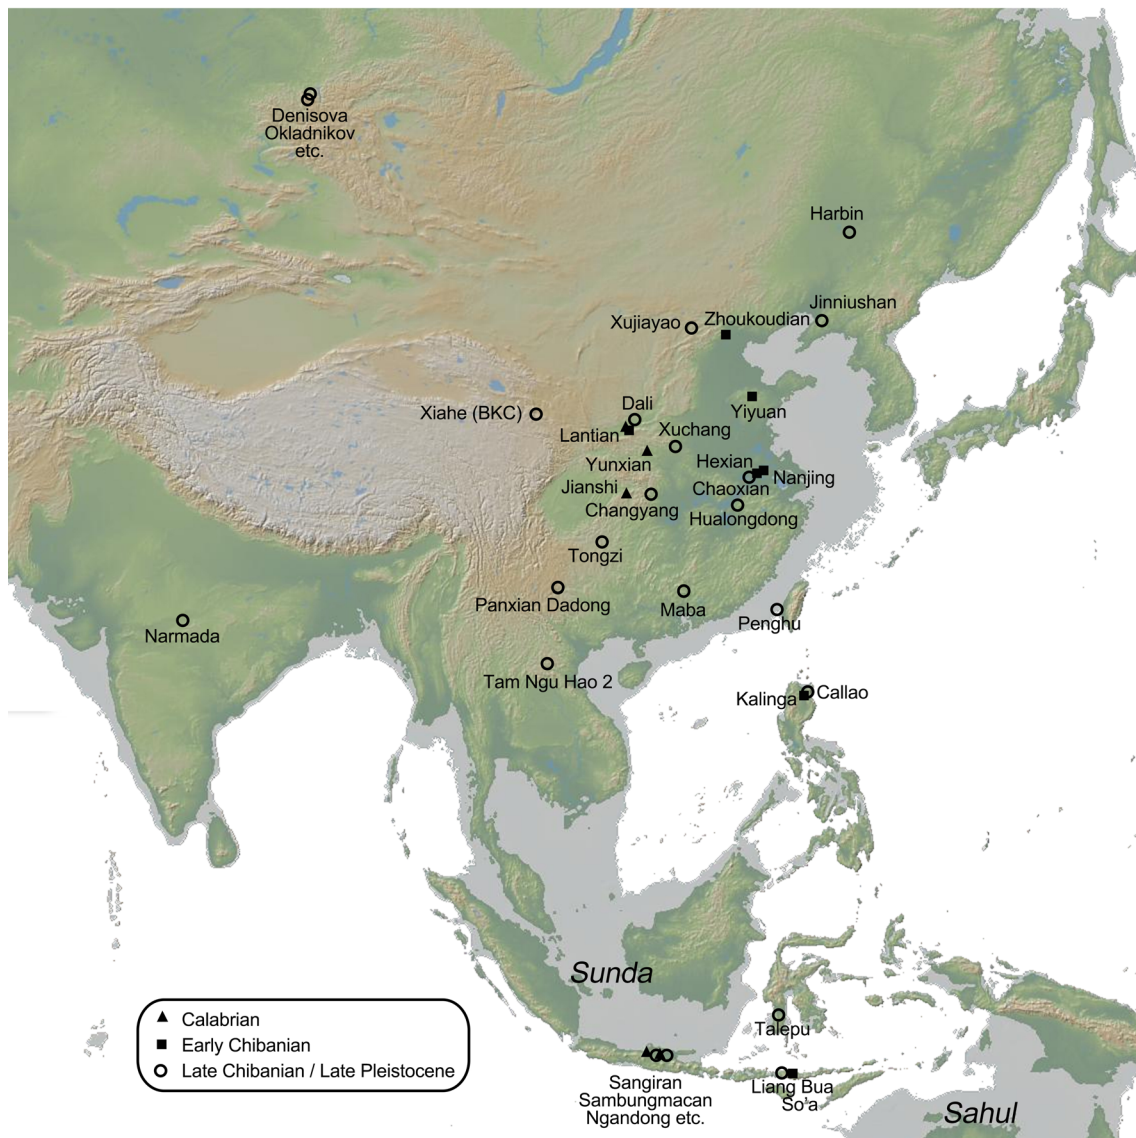 Denisova
Okladnikov
etc.
Harbin
Jinniushan
Xujiayao
Zhoukoudian
Xiahe (BKC)
Dali
Yiyuan
Lantian
Xuchang
Yunxian
Hexian
Jianshi
Nanjing
Chaoxian
Changyang
Hualongdong
Tongzi
Panxian Dadong
Maba
Penghu
Narmada
Tam Ngu Hao 2
Kalinga
Callao
Sunda
Talepu
Calabrian
Early Chibanian
Late Chibanian / Late Pleistocene
Sangiran
Sambungmacan
Ngandong etc.
Liang Bua
So'a
Sahul